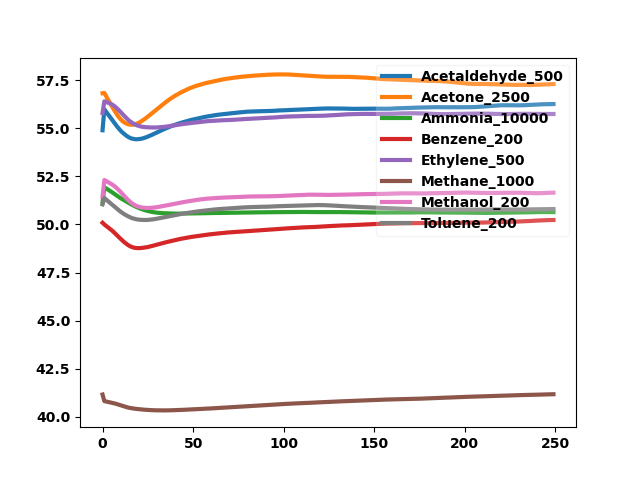 57.5
55.0
52.5
50.0
47.5
45.0
42.5
40.0
0
50
100
150
200
250
Acetaldehyde_500
Acetone_2500
Ammonia_10000
Benzene_200
Ethylene_500
Methane_1000
Methanol_200
Toluene_200